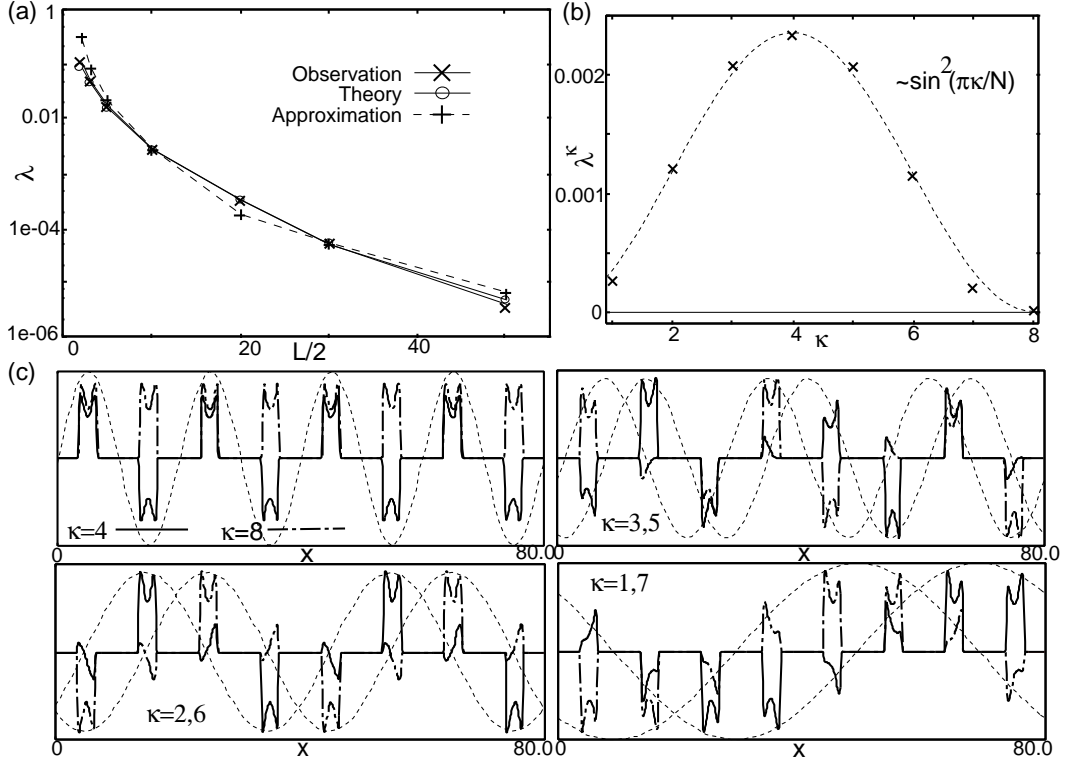 (a)
1
0.01
1e-04
1e-06
λ
Observation
Theory
Approximation
0
20
40
L/2
(b)
0.002
0.001
0
λ^κ
~sin^2(πκ/N)
2
4
6
8
κ
(c)
κ=4
κ=8
0
x
80.0
κ=3,5
0
x
80.0
κ=2,6
0
x
80.0
κ=1,7
0
x
80.0